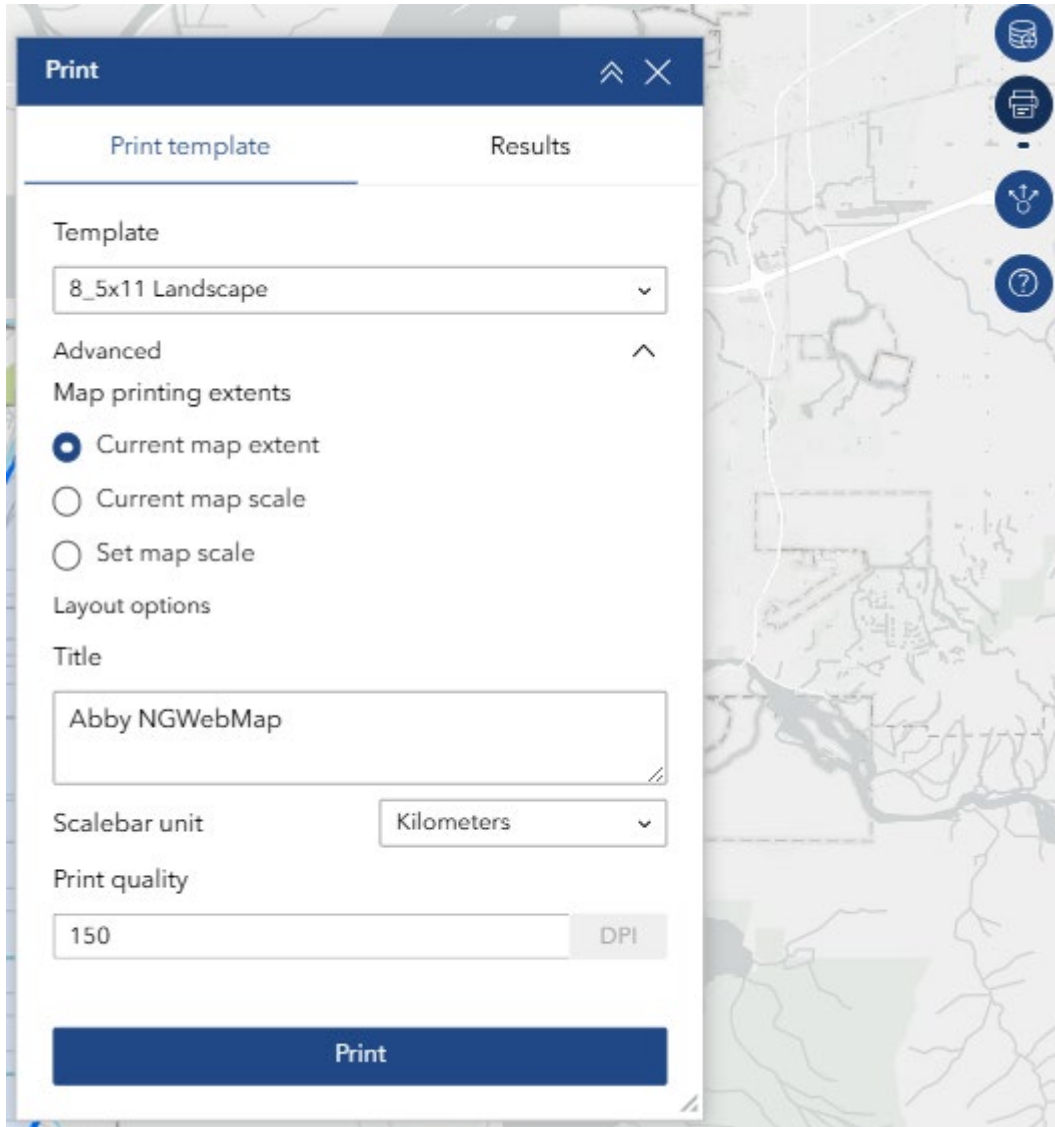 Print
Print template
Results
Template
8_5x11 Landscape
Advanced
Map printing extents
Current map extent
Current map scale
Set map scale
Layout options
Title
Abby NGWebMap
Scalebar unit
Kilometers
Print quality
150
DPI
Print